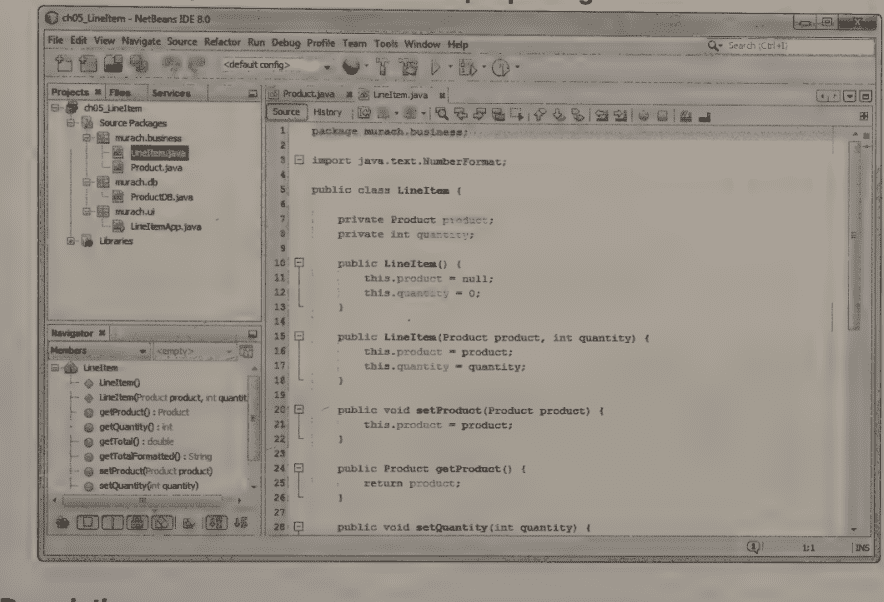 ch05_LineItem - NetBeans IDE 8.0
File Edit View Navigate Source Refactor Run Debug Profile Team Tools Window Help
Search (Ctrl+I)
<default config>
Projects Files Services
ch05_LineItem
Source Packages
murach.business
LineItem.java
Product.java
murach.db
ProductDB.java
murach.ui
LineItemApp.java
Libraries
Navigator
Members <empty>
LineItem
LineItem()
LineItem(Product product, int quantit
getProduct() : Product
getQuantity() : int
getTotal() : double
getTotalFormatted() : String
setProduct(Product product)
setQuantity(int quantity)
Product.java LineItem.java
Source History
1 package murach.business;
2
3 import java.text.NumberFormat;
4
5 public class LineItem {
6
7 private Product product;
8 private int quantity;
9
10 public LineItem() {
11 this.product = null;
12 this.quantity = 0;
13 }
14
15 public LineItem(Product product, int quantity) {
16 this.product = product;
17 this.quantity = quantity;
18 }
19
20 public void setProduct(Product product) {
21 this.product = product;
22 }
23
24 public Product getProduct() {
25 return product;
26 }
27
28 public void setQuantity(int quantity) {
1:1 INS